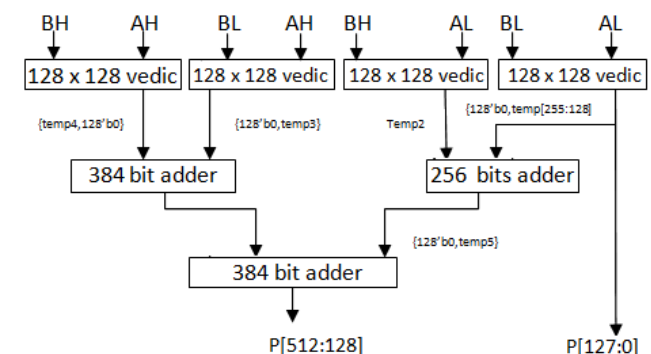 BH AH BL AH BH AL BL AL
128 x 128 vedic 128 x 128 vedic 128 x 128 vedic 128 x 128 vedic
{temp4,128'b0} {128'b0,temp3} Temp2 {128'b0,temp[255:128}
384 bit adder 256 bits adder
{128'b0,temp5}
384 bit adder
P[512:128] P[127:0]